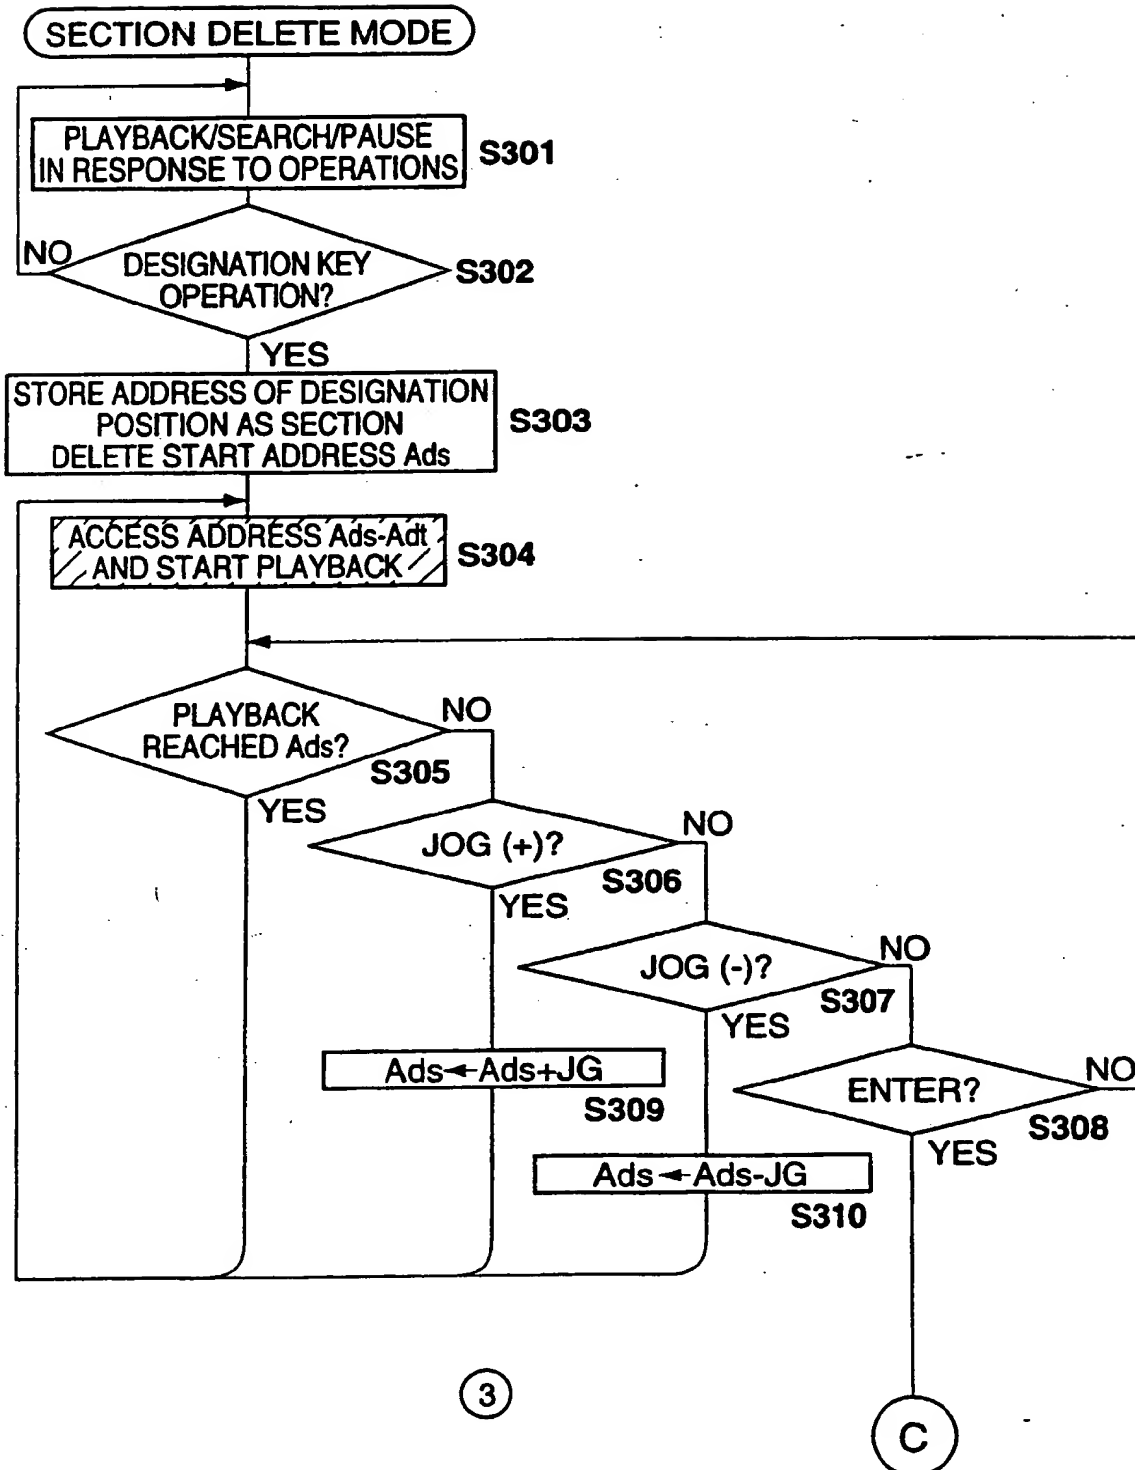 SECTION DELETE MODE
PLAYBACK/SEARCH/PAUSE
IN RESPONSE TO OPERATIONS
S301
NO
DESIGNATION KEY
OPERATION?
S302
YES
STORE ADDRESS OF DESIGNATION
POSITION AS SECTION
DELETE START ADDRESS Ads
S303
ACCESS ADDRESS Ads-Adt
AND START PLAYBACK
S304
PLAYBACK
REACHED Ads?
NO
S305
YES
JOG (+)?
NO
S306
YES
JOG (-)?
NO
S307
YES
Ads←Ads+JG
S309
ENTER?
NO
S308
YES
Ads←Ads-JG
S310
3
C